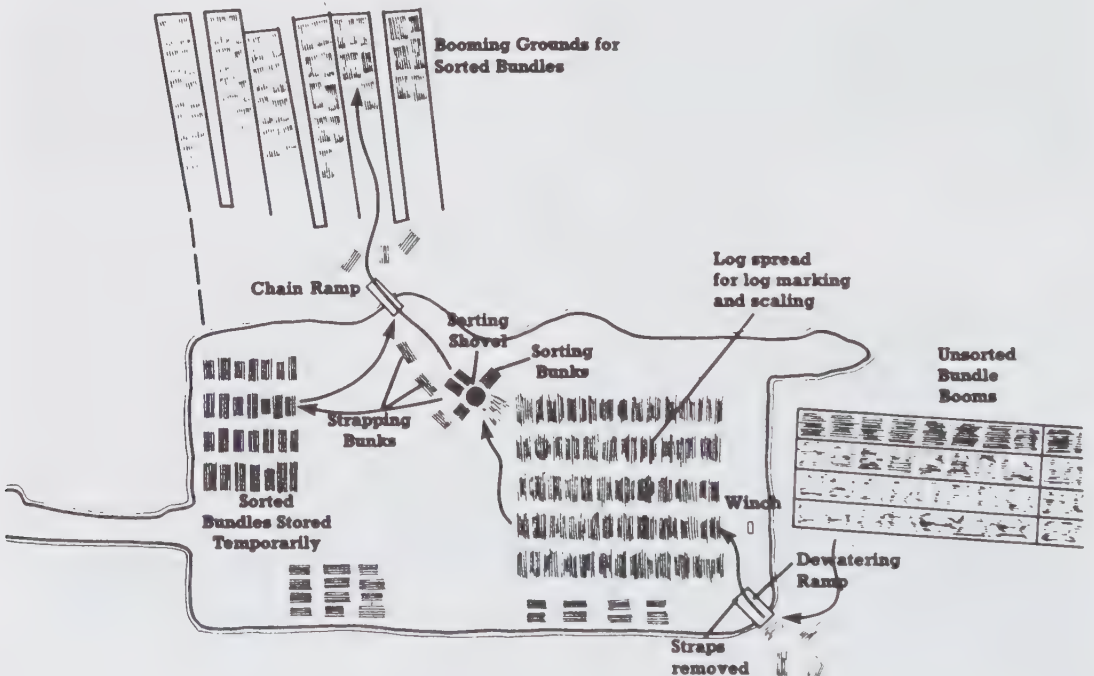 Booming Grounds for
Sorted Bundles
Log spread
for log marking
and scaling
Chain Ramp
Sorting
Shovel
Sorting
Bunks
Unsorted
Bundle
Booms
Strapping
Bunks
Winch
Sorted
Bundles Stored
Temporarily
Dewatering
Ramp
Straps
removed